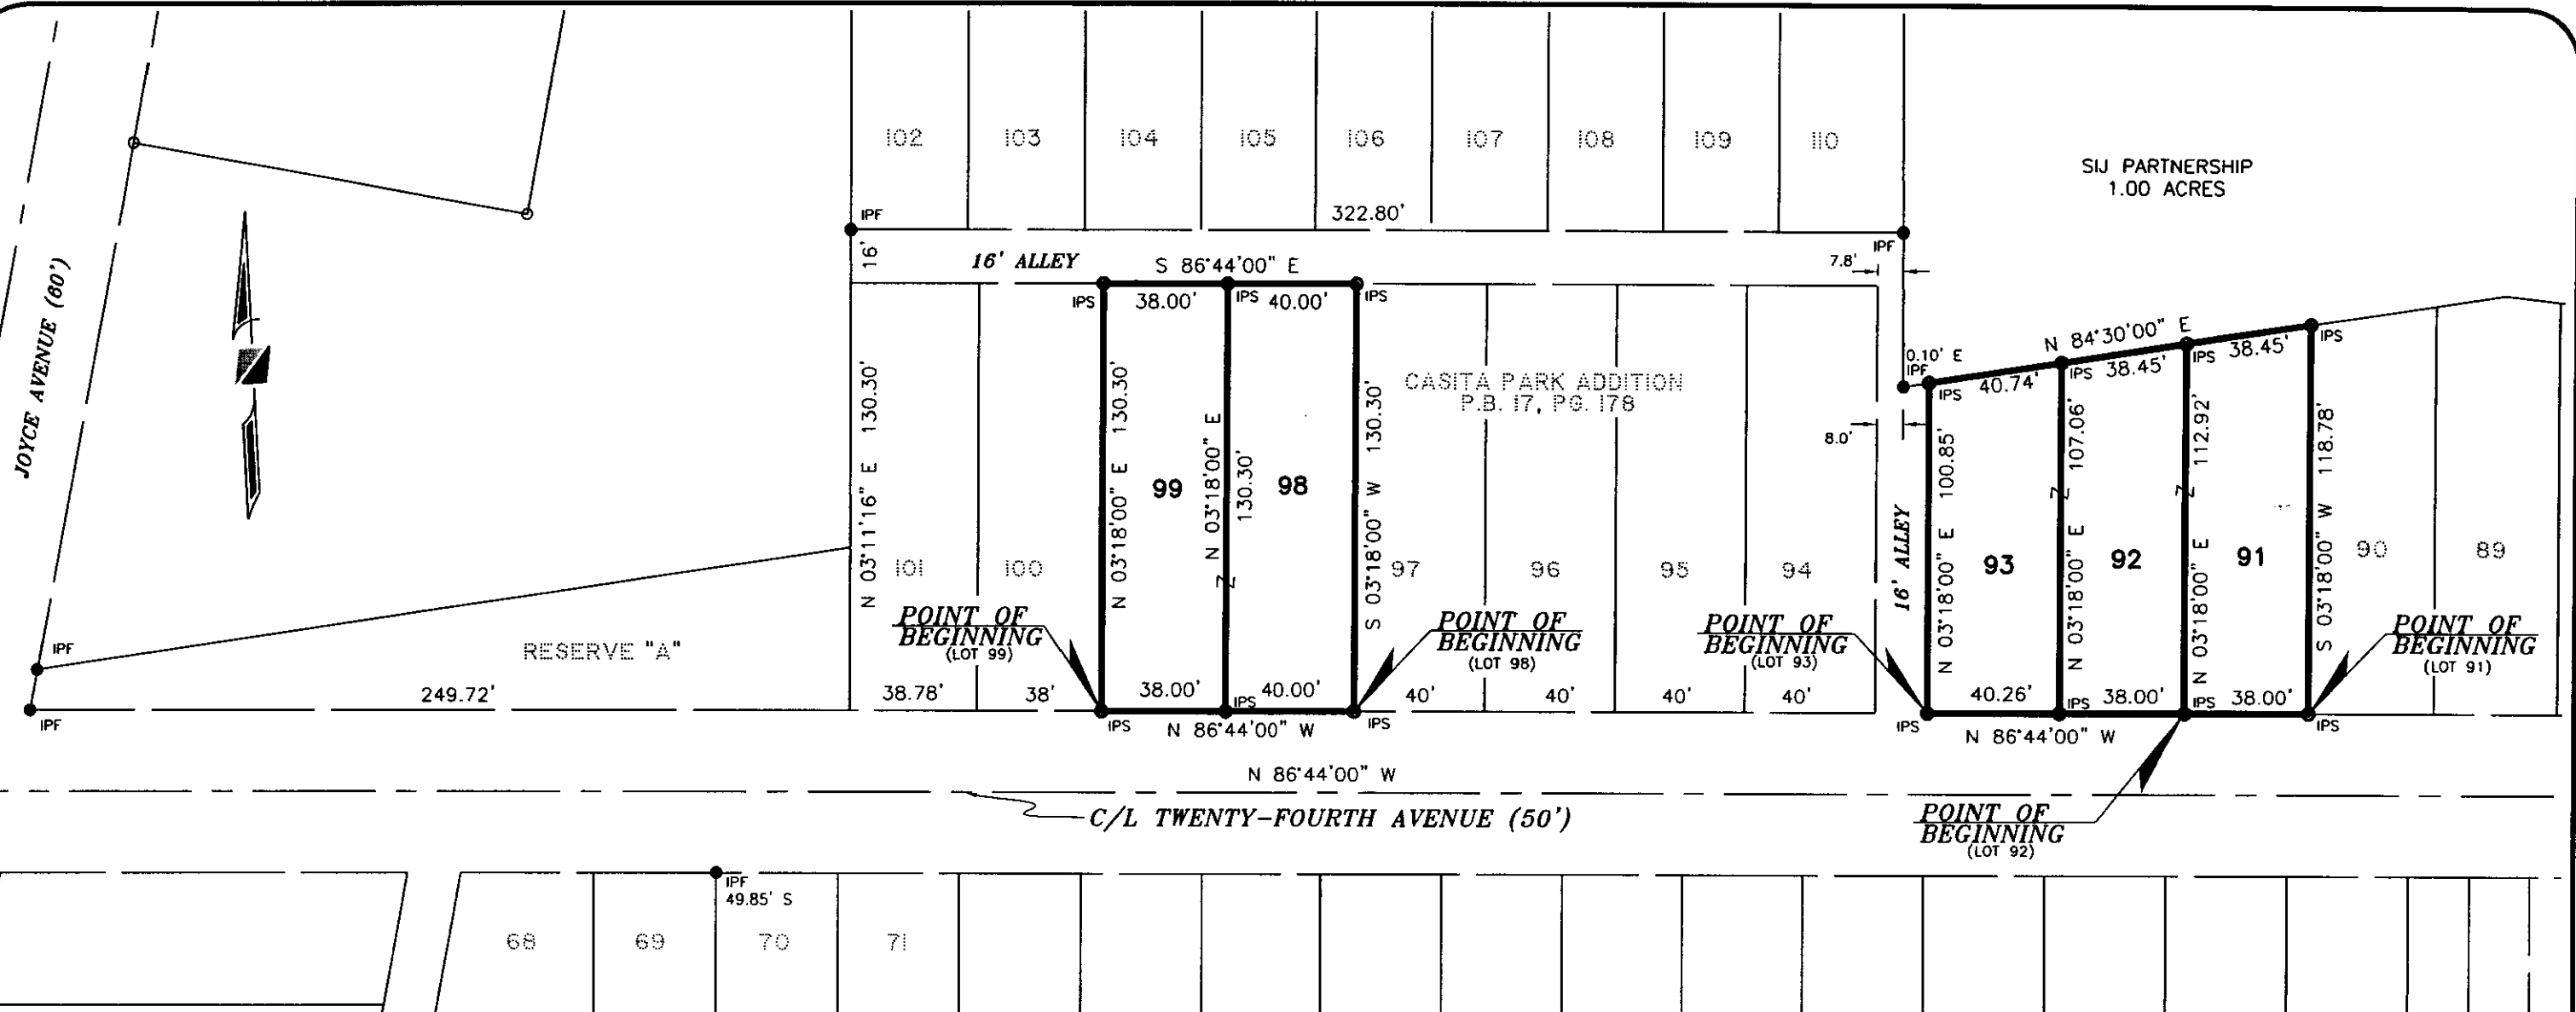 102
103
104
105
106
107
108
109
110
SIJ PARTNERSHIP
1.00 ACRES
IPF
322.80'
IPF
JOYCE AVENUE (60')
16'
16' ALLEY
S 86°44'00" E
7.8'
IPS
38.00'
IPS
40.00'
IPS
N 84°30'00" E
0.10' E
IPF
IPS
40.74'
IPS
38.45'
IPS
38.45'
IPS
CASITA PARK ADDITION
P.B. 17, PG. 178
N 03°11'16" E 130.30'
N 03°18'00" E 130.30'
N 03°18'00" E
130.30'
S 03°18'00" W 130.30'
8.0'
16' ALLEY
N 03°18'00" E 100.85'
N 03°18'00" E 107.06'
N 03°18'00" E 112.92'
S 03°18'00" W 118.78'
99
98
93
92
91
90
89
101
100
97
96
95
94
POINT OF
BEGINNING
(LOT 99)
POINT OF
BEGINNING
(LOT 98)
POINT OF
BEGINNING
(LOT 93)
POINT OF
BEGINNING
(LOT 91)
IPF
RESERVE "A"
249.72'
38.78'
38'
38.00'
40.00'
40'
40'
40'
40'
40.26'
38.00'
38.00'
IPF
IPS
IPS
IPS
IPS
IPS
IPS
IPS
N 86°44'00" W
N 86°44'00" W
N 86°44'00" W
C/L TWENTY-FOURTH AVENUE (50')
POINT OF
BEGINNING
(LOT 92)
IPF
49.85' S
68
69
70
71